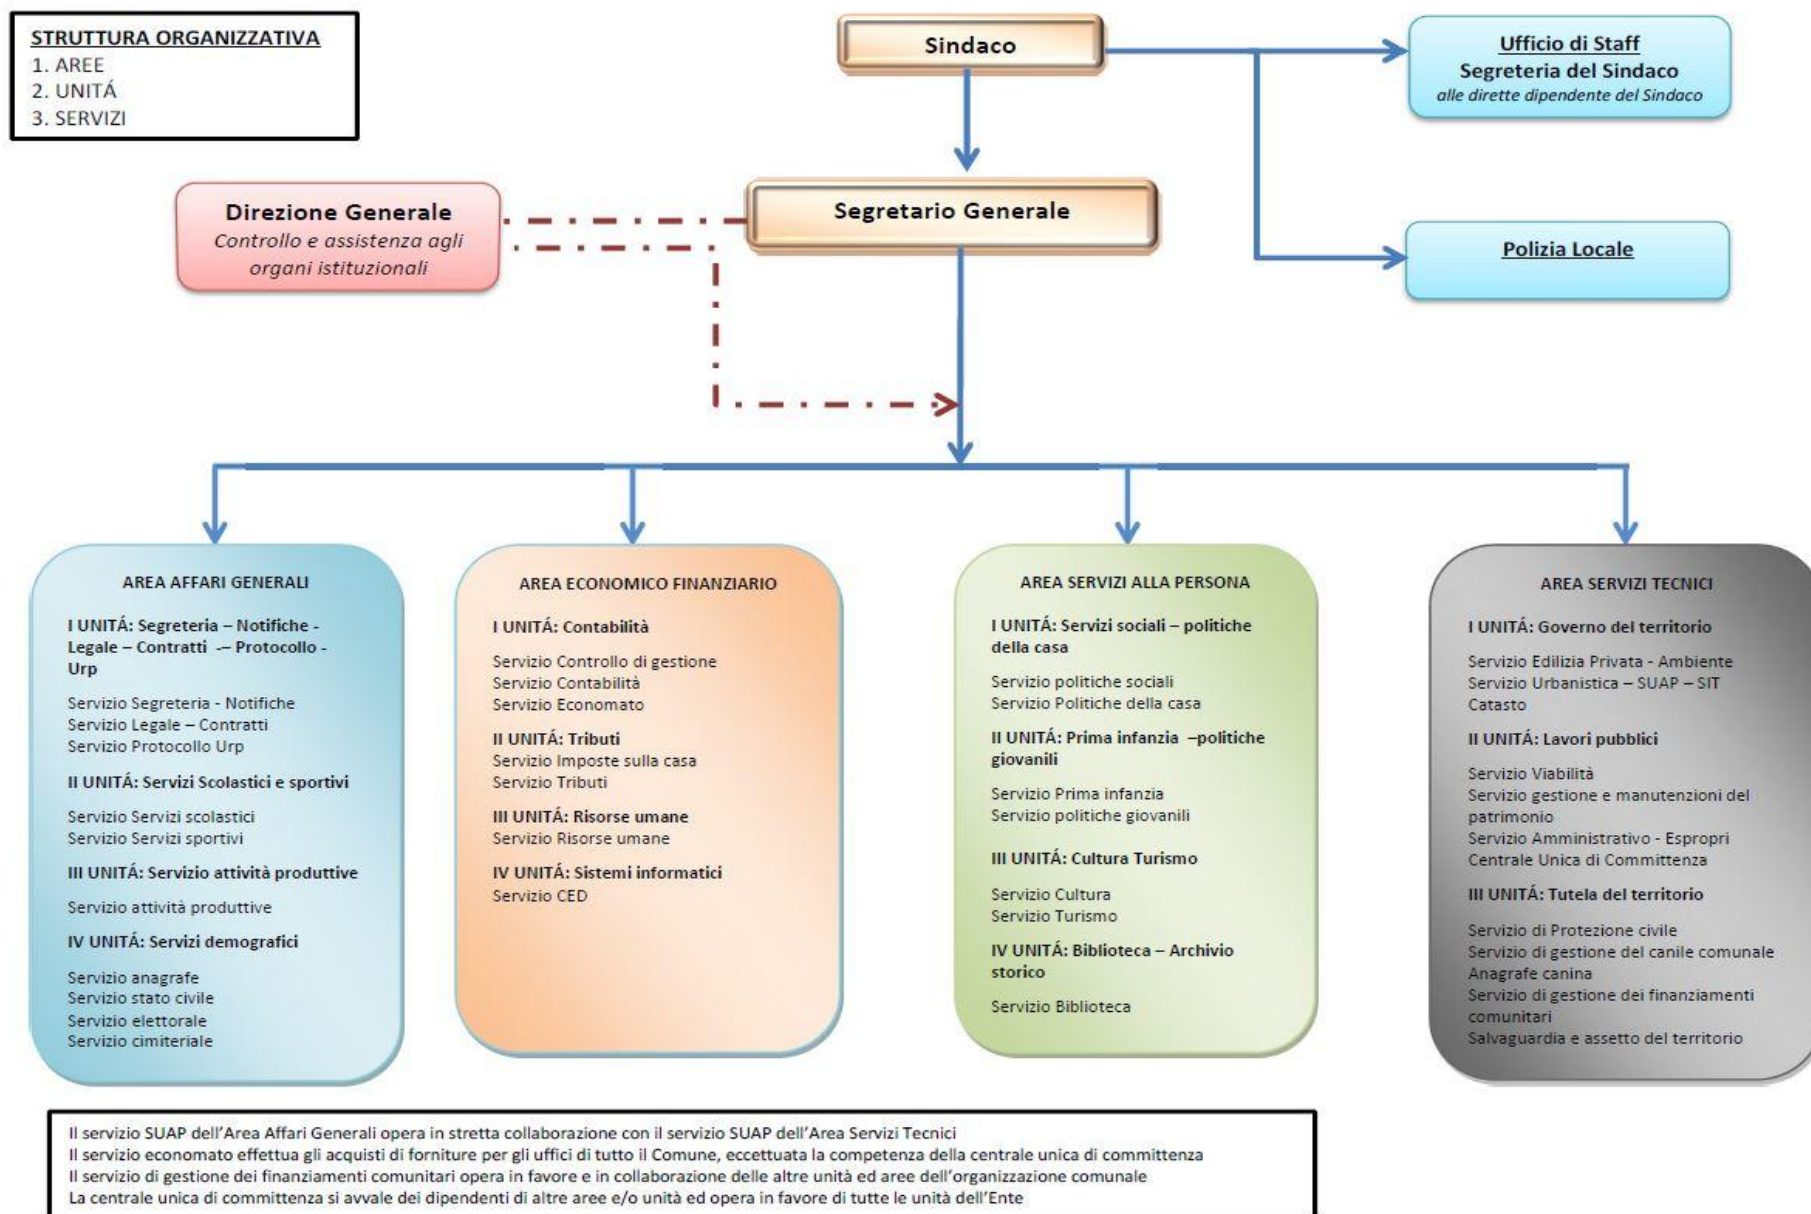 STRUTTURA ORGANIZZATIVA
1. AREE
2. UNITÁ
3. SERVIZI
Sindaco
Ufficio di Staff
Segreteria del Sindaco
alle dirette dipendente del Sindaco
Direzione Generale
Controllo e assistenza agli
organi istituzionali
Segretario Generale
Polizia Locale
AREA AFFARI GENERALI
I UNITÁ: Segreteria – Notifiche -
Legale – Contratti -– Protocollo -
Urp
Servizio Segreteria - Notifiche
Servizio Legale – Contratti
Servizio Protocollo Urp
II UNITÁ: Servizi Scolastici e sportivi
Servizio Servizi scolastici
Servizio Servizi sportivi
III UNITÁ: Servizio attività produttive
Servizio attività produttive
IV UNITÁ: Servizi demografici
Servizio anagrafe
Servizio stato civile
Servizio elettorale
Servizio cimiteriale
AREA ECONOMICO FINANZIARIO
I UNITÁ: Contabilità
Servizio Controllo di gestione
Servizio Contabilità
Servizio Economato
II UNITÁ: Tributi
Servizio Imposte sulla casa
Servizio Tributi
III UNITÁ: Risorse umane
Servizio Risorse umane
IV UNITÁ: Sistemi informatici
Servizio CED
AREA SERVIZI ALLA PERSONA
I UNITÁ: Servizi sociali – politiche
della casa
Servizio politiche sociali
Servizio Politiche della casa
II UNITÁ: Prima infanzia –politiche
giovanili
Servizio Prima infanzia
Servizio politiche giovanili
III UNITÁ: Cultura Turismo
Servizio Cultura
Servizio Turismo
IV UNITÁ: Biblioteca – Archivio
storico
Servizio Biblioteca
AREA SERVIZI TECNICI
I UNITÁ: Governo del territorio
Servizio Edilizia Privata - Ambiente
Servizio Urbanistica – SUAP – SIT
Catasto
II UNITÁ: Lavori pubblici
Servizio Viabilità
Servizio gestione e manutenzioni del
patrimonio
Servizio Amministrativo - Espropri
Centrale Unica di Committenza
III UNITÁ: Tutela del territorio
Servizio di Protezione civile
Servizio di gestione del canile comunale
Anagrafe canina
Servizio di gestione dei finanziamenti
comunitari
Salvaguardia e assetto del territorio
Il servizio SUAP dell'Area Affari Generali opera in stretta collaborazione con il servizio SUAP dell'Area Servizi Tecnici
Il servizio economato effettua gli acquisti di forniture per gli uffici di tutto il Comune, eccettuata la competenza della centrale unica di committenza
Il servizio di gestione dei finanziamenti comunitari opera in favore e in collaborazione delle altre unità ed aree dell'organizzazione comunale
La centrale unica di committenza si avvale dei dipendenti di altre aree e/o unità ed opera in favore di tutte le unità dell'Ente